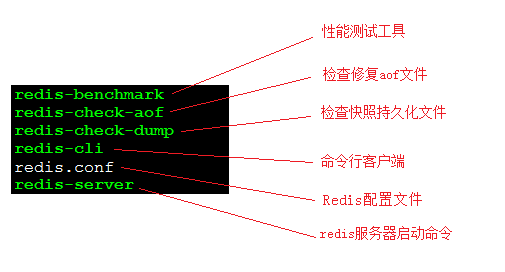 redis-benchmark
redis-check-aof
redis-check-dump
redis-cli
redis.conf
redis-server
性能测试工具
检查修复aof文件
检查快照持久化文件
命令行客户端
Redis配置文件
redis服务器启动命令